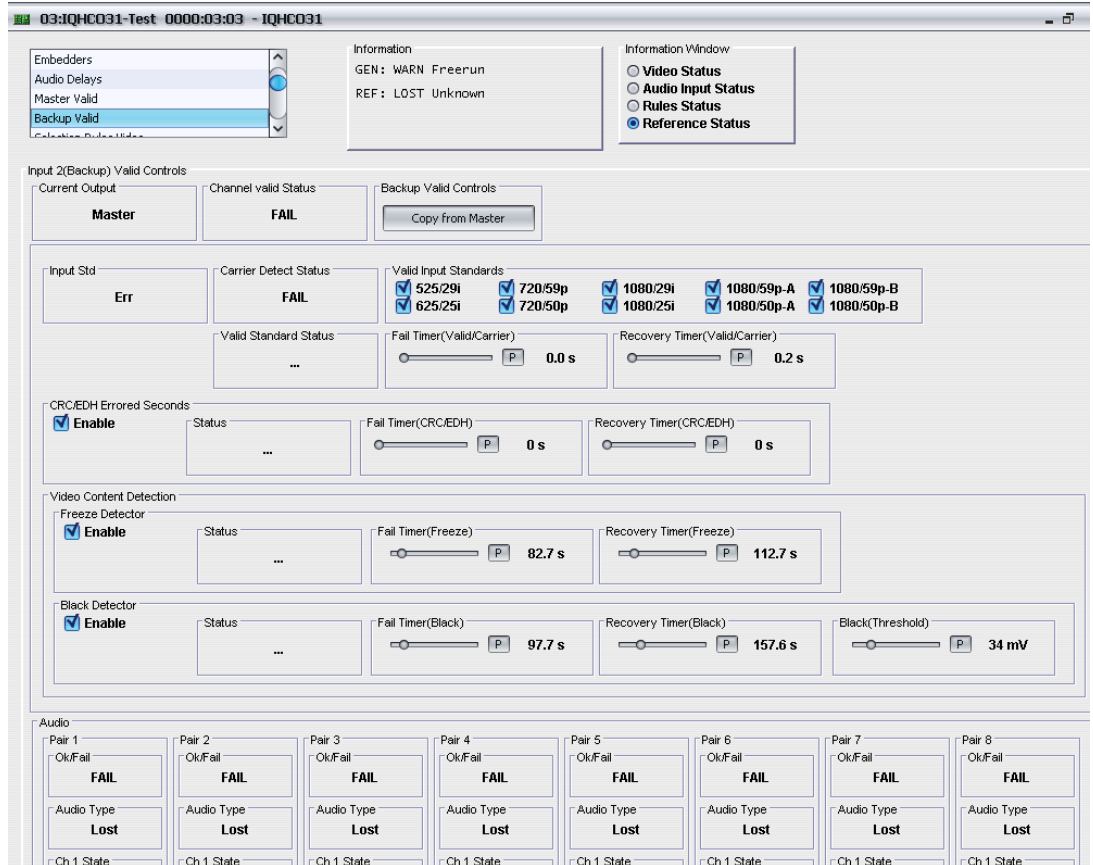 03:IQHCO31-Test 0000:03:03 - IQHCO31
Embedders
Audio Delays
Master Valid
Backup Valid
Information
GEN: WARN Freerun
REF: LOST Unknown
Information Window
Video Status
Audio Input Status
Rules Status
Reference Status
Input 2(Backup) Valid Controls
Current Output
Master
Channel valid Status
FAIL
Backup Valid Controls
Copy from Master
Input Std
Err
Carrier Detect Status
FAIL
Valid Input Standards
525/29i 720/59p 1080/29i 1080/59p-A 1080/59p-B
625/25i 720/50p 1080/25i 1080/50p-A 1080/50p-B
Valid Standard Status
...
Fail Timer(Valid/Carrier)
P 0.0 s
Recovery Timer(Valid/Carrier)
P 0.2 s
CRC/EDH Errored Seconds
Enable
Status
...
Fail Timer(CRC/EDH)
P 0 s
Recovery Timer(CRC/EDH)
P 0 s
Video Content Detection
Freeze Detector
Enable
Status
...
Fail Timer(Freeze)
P 82.7 s
Recovery Timer(Freeze)
P 112.7 s
Black Detector
Enable
Status
...
Fail Timer(Black)
P 97.7 s
Recovery Timer(Black)
P 157.6 s
Black(Threshold)
P 34 mV
Audio
Pair 1 Pair 2 Pair 3 Pair 4 Pair 5 Pair 6 Pair 7 Pair 8
Ok/Fail Ok/Fail Ok/Fail Ok/Fail Ok/Fail Ok/Fail Ok/Fail Ok/Fail
FAIL FAIL FAIL FAIL FAIL FAIL FAIL FAIL
Audio Type Audio Type Audio Type Audio Type Audio Type Audio Type Audio Type Audio Type
Lost Lost Lost Lost Lost Lost Lost Lost
Ch 1 State Ch 1 State Ch 1 State Ch 1 State Ch 1 State Ch 1 State Ch 1 State Ch 1 State